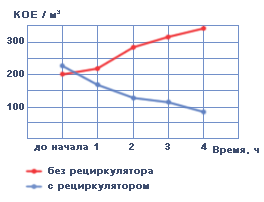 КОЕ / м³
300
200
100
до начала 1 2 3 4 Время, ч
без рециркулятора
с рециркулятором